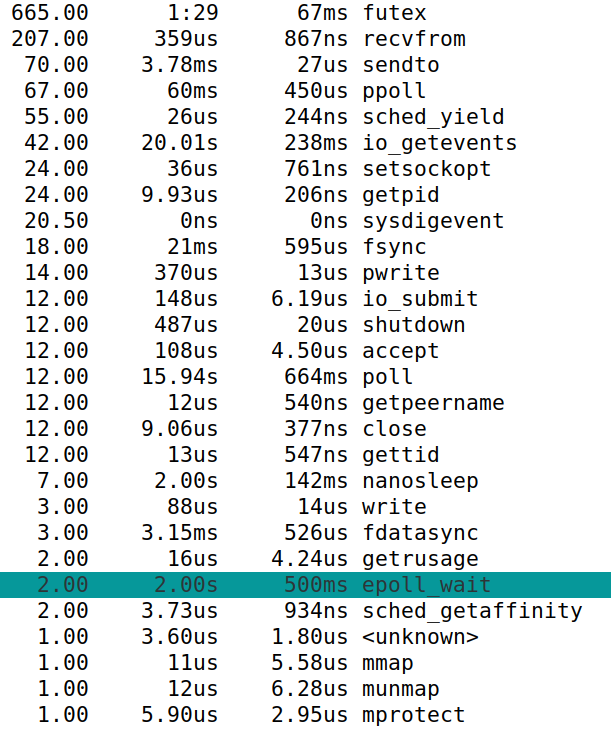 665.00 1:29 67ms futex
207.00 359us 867ns recvfrom
70.00 3.78ms 27us sendto
67.00 60ms 450us ppoll
55.00 26us 244ns sched_yield
42.00 20.01s 238ms io_getevents
24.00 36us 761ns setsockopt
24.00 9.93us 206ns getpid
20.50 0ns 0ns sysdigevent
18.00 21ms 595us fsync
14.00 370us 13us pwrite
12.00 148us 6.19us io_submit
12.00 487us 20us shutdown
12.00 108us 4.50us accept
12.00 15.94s 664ms poll
12.00 12us 540ns getpeername
12.00 9.06us 377ns close
12.00 13us 547ns gettid
7.00 2.00s 142ms nanosleep
3.00 88us 14us write
3.00 3.15ms 526us fdatasync
2.00 16us 4.24us getrusage
2.00 2.00s 500ms epoll_wait
2.00 3.73us 934ns sched_getaffinity
1.00 3.60us 1.80us <unknown>
1.00 11us 5.58us mmap
1.00 12us 6.28us munmap
1.00 5.90us 2.95us mprotect